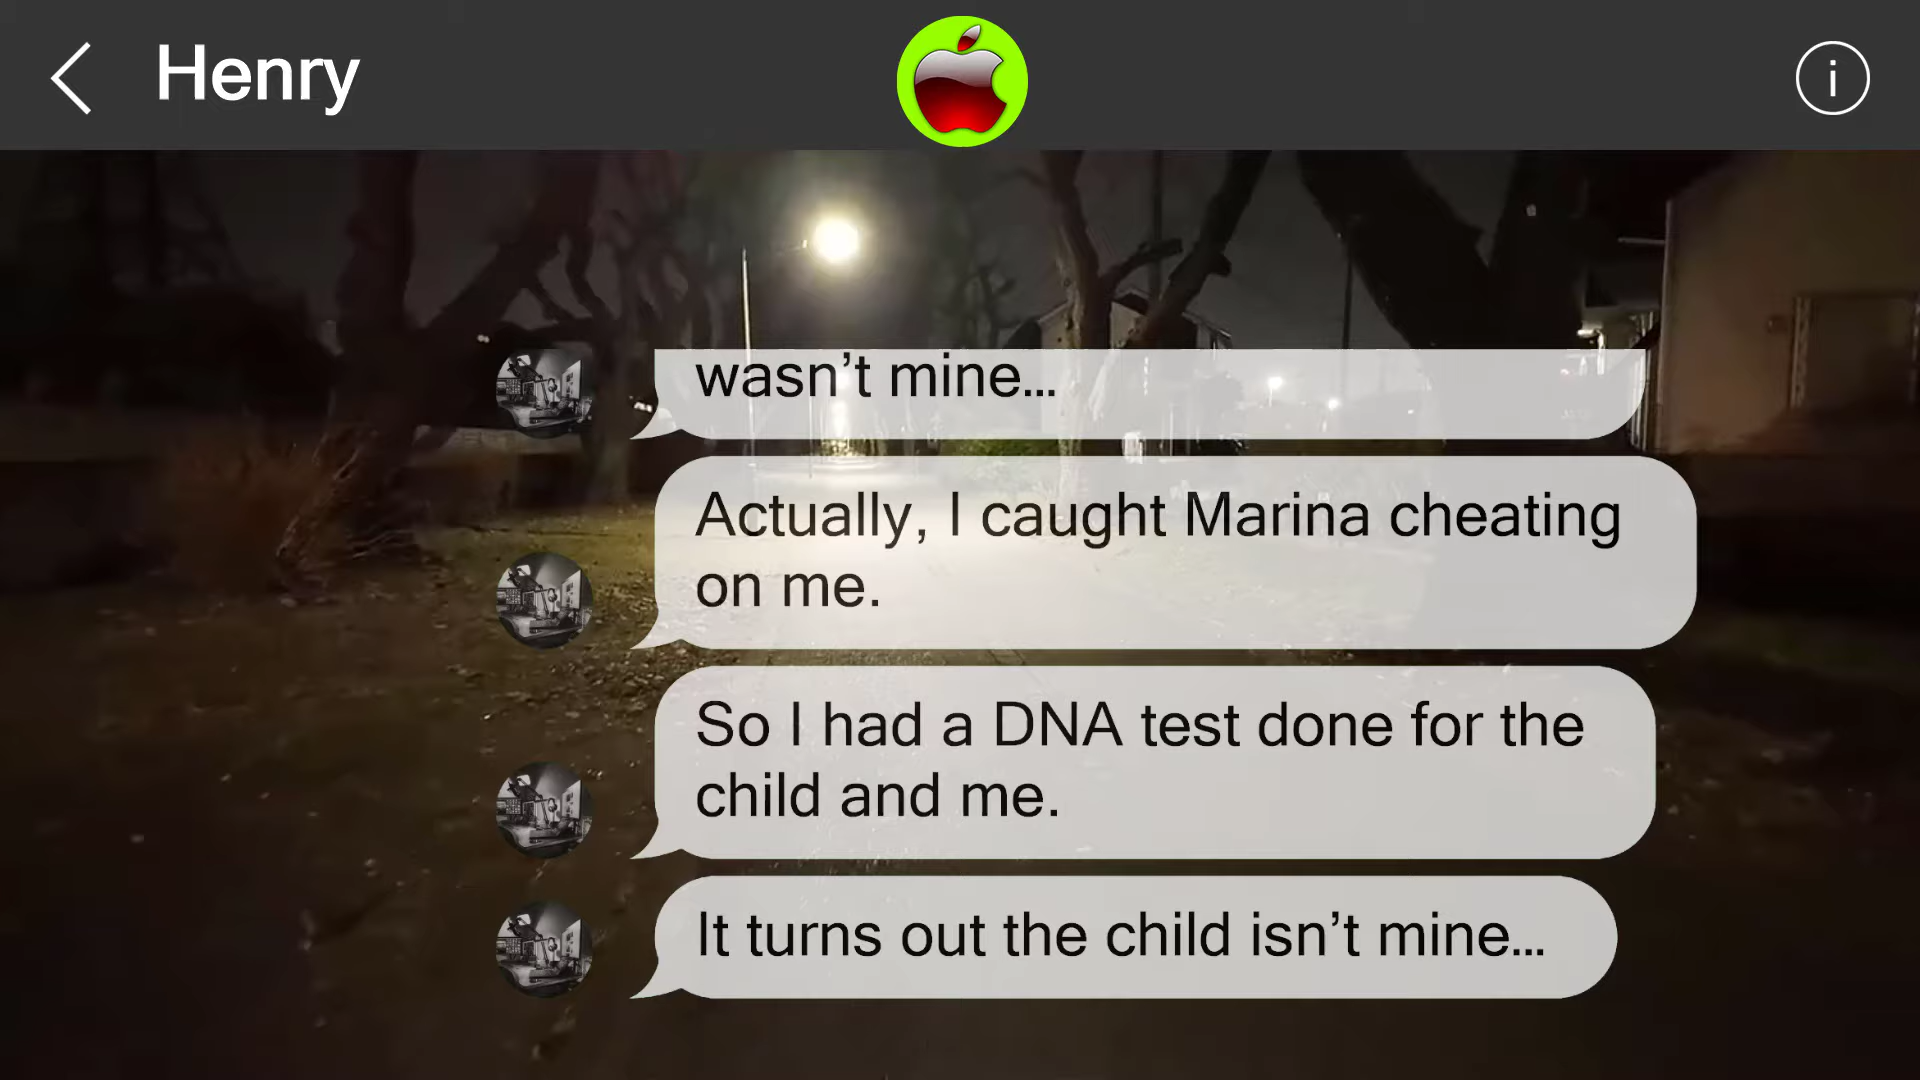 Henry
wasn’t mine...
Actually, I caught Marina cheating
on me.
So I had a DNA test done for the
child and me.
It turns out the child isn’t mine...